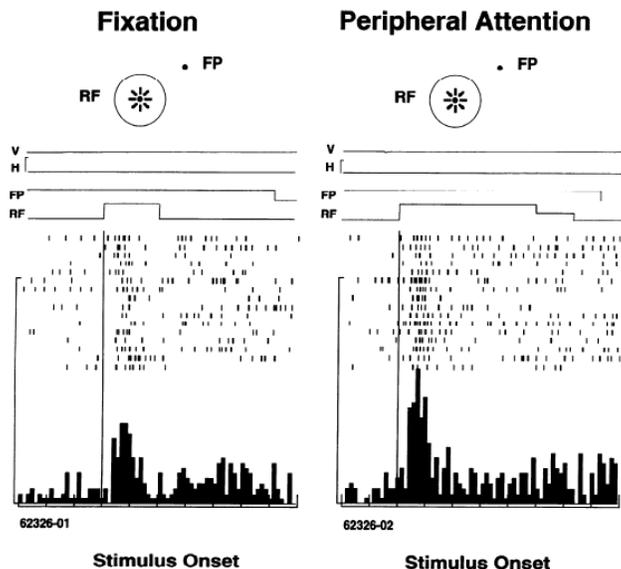 Fixation
FP
RF
V
H
FP
RF
62326-01
Stimulus Onset
Peripheral Attention
FP
RF
V
H
FP
RF
62326-02
Stimulus Onset